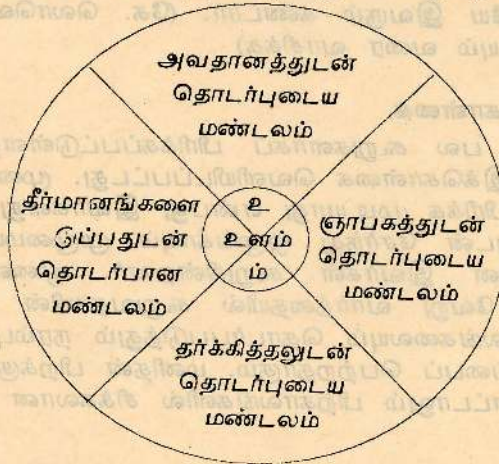 அவதானத்துடன்
தொடர்புடைய
மண்டலம்
தீர்மானங்களை
டுப்பதுடன்
தொடர்பான
மண்டலம்
உ
உளம்
ம்
ஞாபகத்துடன்
தொடர்புடைய
மண்டலம்
தர்க்கித்தலுடன்
தொடர்புடைய
மண்டலம்